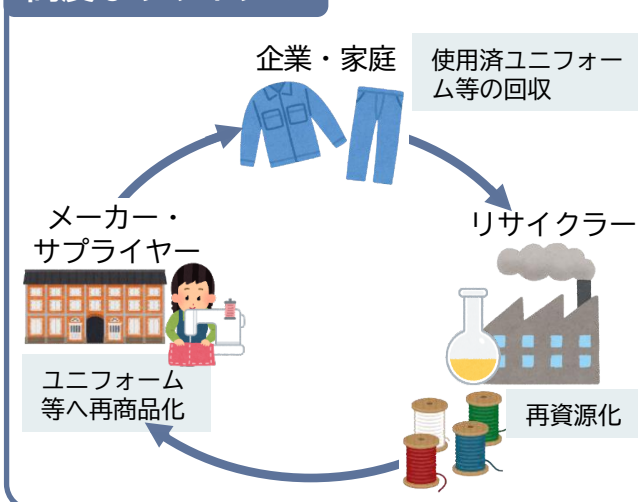 企業・家庭
使用済ユニフォー
ム等の回収
メーカー・
サプライヤー
リサイクラー
ユニフォーム
等へ再商品化
再資源化